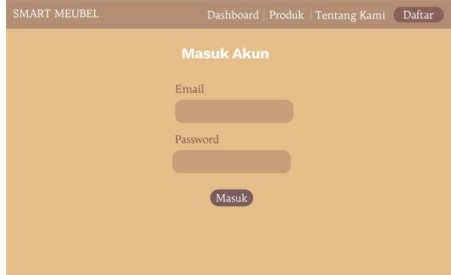 SMART MEUBEL Dashboard | Produk | Tentang Kami Daftar
Masuk Akun
Email
Password
Masuk